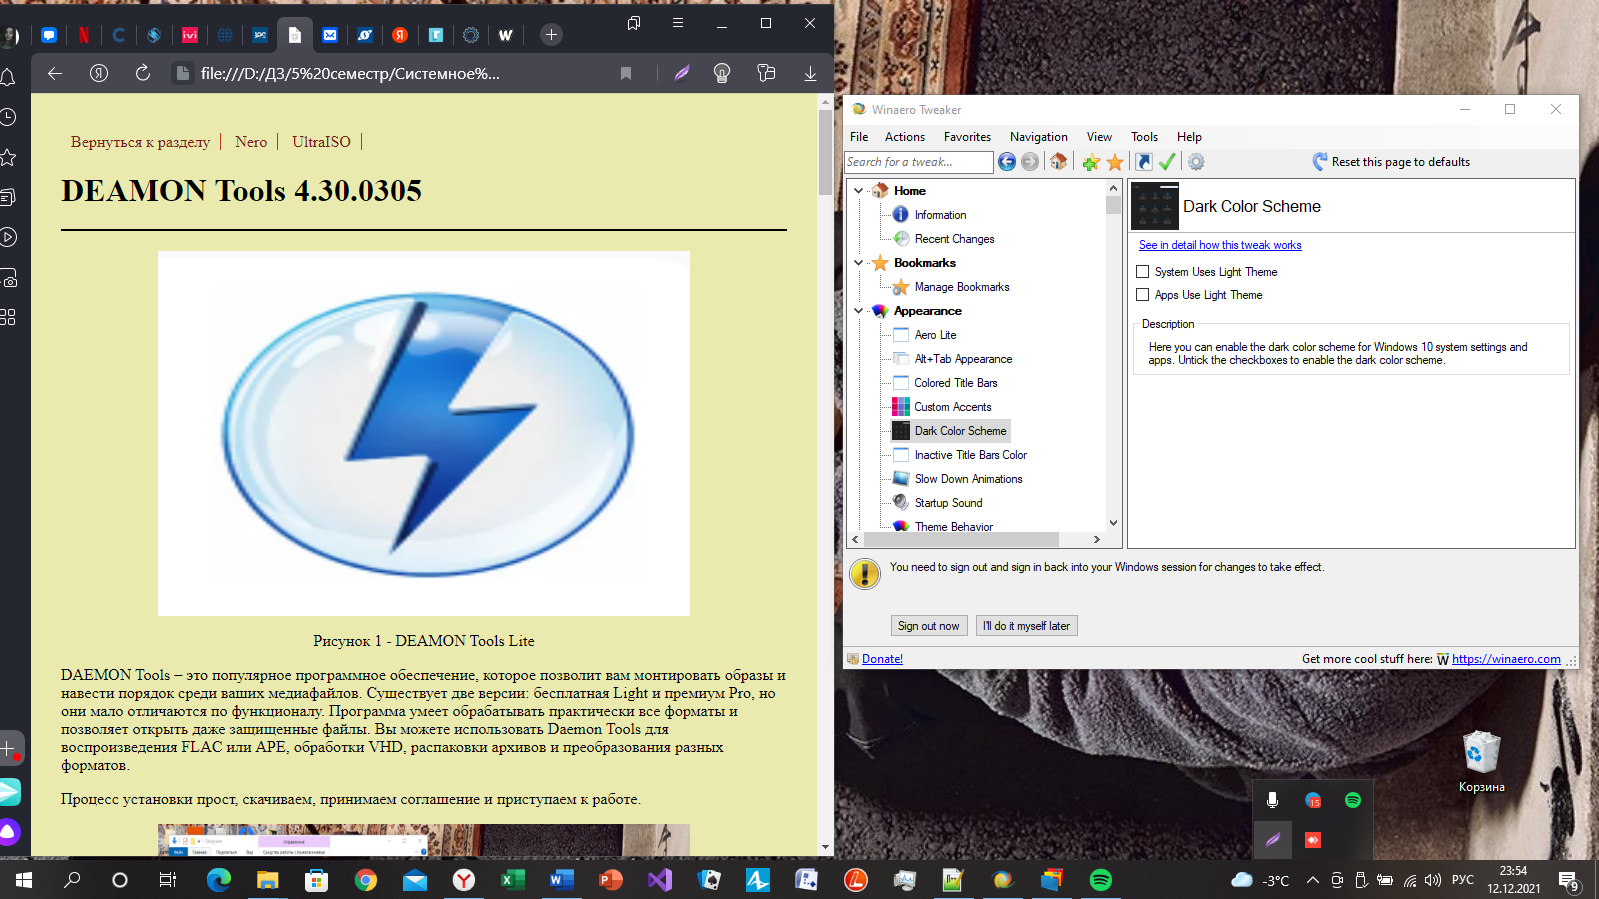 file:///D:/ДЗ/5%20семестр/Системное%...
Вернуться к разделу | Nero | UltraISO |
DEAMON Tools 4.30.0305
Рисунок 1 - DEAMON Tools Lite
DAEMON Tools – это популярное программное обеспечение, которое позволит вам монтировать образы и
навести порядок среди ваших медиафайлов. Существует две версии: бесплатная Light и премиум Pro, но
они мало отличаются по функционалу. Программа умеет обрабатывать практически все форматы и
позволяет открыть даже защищенные файлы. Вы можете использовать Daemon Tools для
воспроизведения FLAC или APE, обработки VHD, распаковки архивов и преобразования разных
форматов.
Процесс установки прост, скачиваем, принимаем соглашение и приступаем к работе.
Winaero Tweaker
File Actions Favorites Navigation View Tools Help
Search for a tweak...
Reset this page to defaults
Home
Information
Recent Changes
Bookmarks
Manage Bookmarks
Appearance
Aero Lite
Alt+Tab Appearance
Colored Title Bars
Custom Accents
Dark Color Scheme
Inactive Title Bars Color
Slow Down Animations
Startup Sound
Theme Behavior
Dark Color Scheme
See in detail how this tweak works
System Uses Light Theme
Apps Use Light Theme
Description
Here you can enable the dark color scheme for Windows 10 system settings and
apps. Untick the checkboxes to enable the dark color scheme.
You need to sign out and sign in back into your Windows session for changes to take effect.
Sign out now
I'll do it myself later
Donate!
Get more cool stuff here: https://winaero.com
Корзина
15
-3°C
РУС
23:54
12.12.2021
9